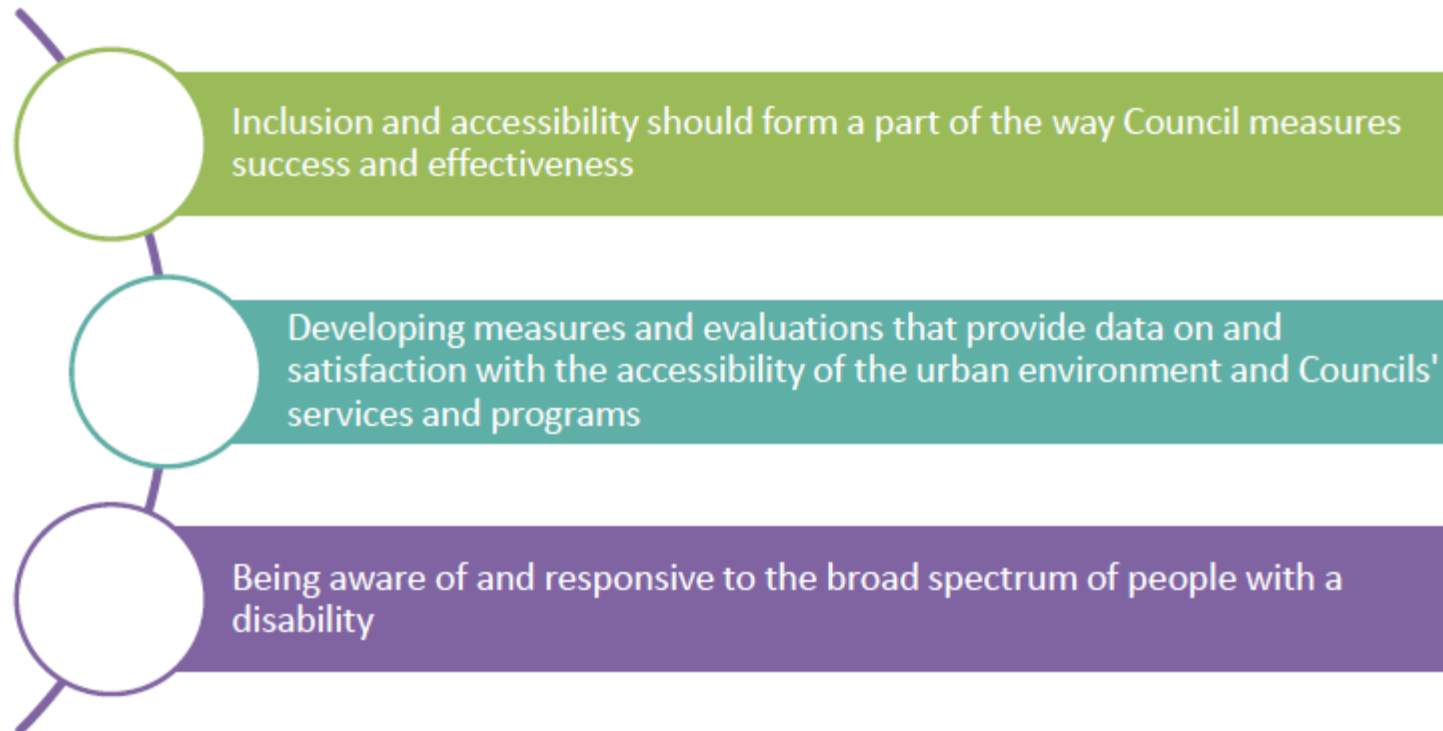 Inclusion and accessibility should form a part of the way Council measures
success and effectiveness
Developing measures and evaluations that provide data on and
satisfaction with the accessibility of the urban environment and Councils'
services and programs
Being aware of and responsive to the broad spectrum of people with a
disability